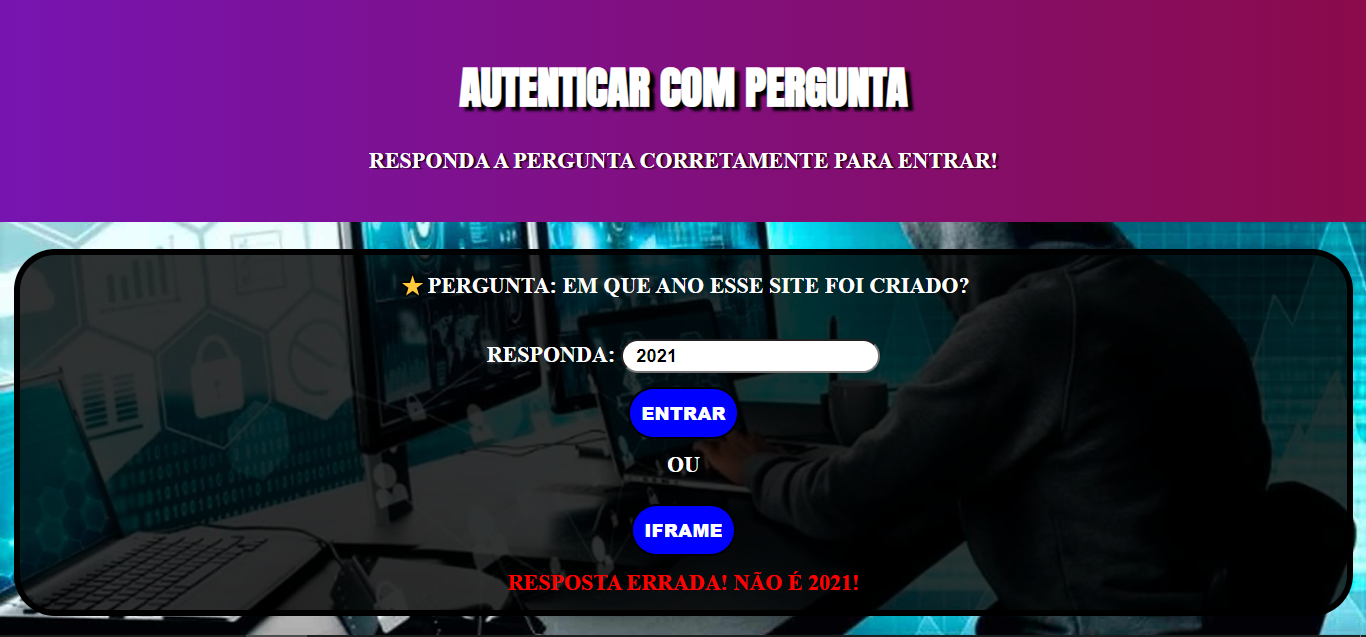 AUTENTICAR COM PERGUNTA
RESPONDA A PERGUNTA CORRETAMENTE PARA ENTRAR!
PERGUNTA: EM QUE ANO ESSE SITE FOI CRIADO?
RESPONDA: 2021
ENTRAR
OU
IFRAME
RESPOSTA ERRADA! NÃO É 2021!